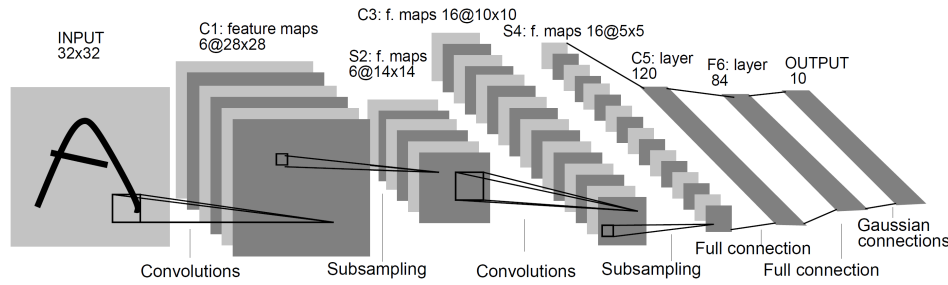 INPUT
32x32
C1: feature maps
6@28x28
S2: f. maps
6@14x14
C3: f. maps 16@10x10
S4: f. maps 16@5x5
C5: layer
120
F6: layer
84
OUTPUT
10
Convolutions
Subsampling
Convolutions
Subsampling
Full connection
Full connection
Gaussian
connections